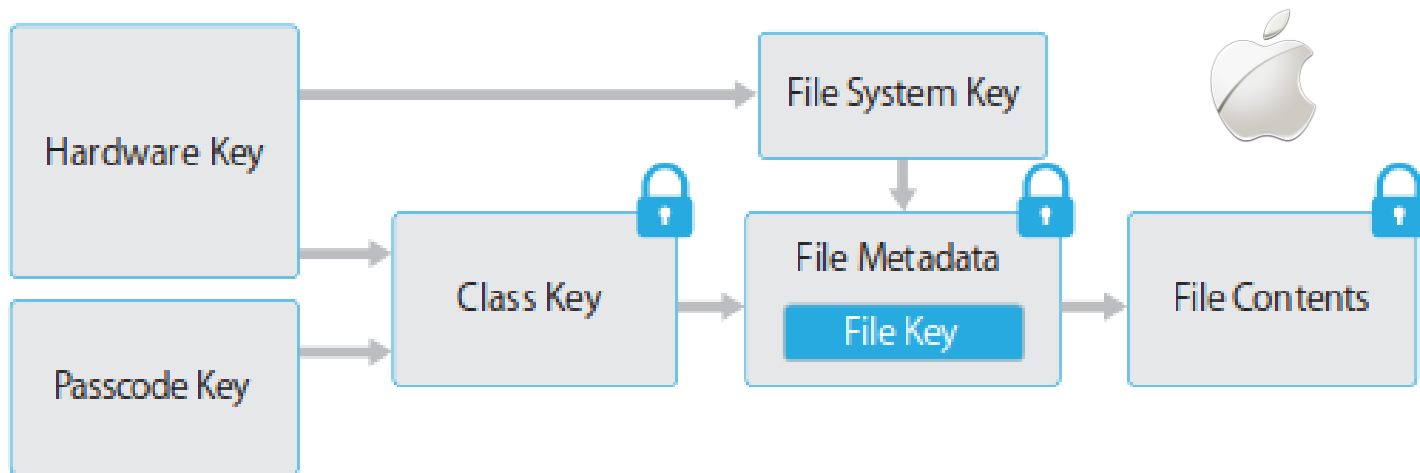 Hardware Key
File System Key
Class Key
File Metadata
File Key
File Contents
Passcode Key